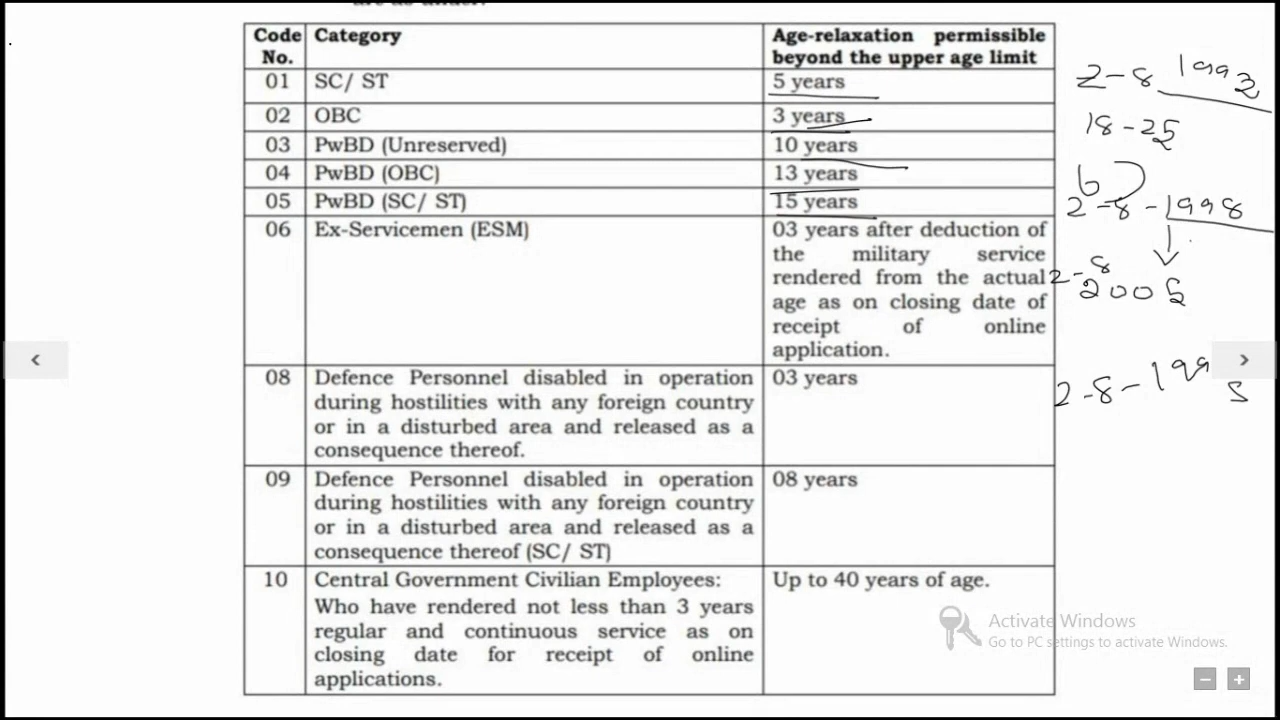 are as under:
Code No. Category Age-relaxation permissible beyond the upper age limit
01 SC/ ST 5 years
02 OBC 3 years
03 PwBD (Unreserved) 10 years
04 PwBD (OBC) 13 years
05 PwBD (SC/ ST) 15 years
06 Ex-Servicemen (ESM) 03 years after deduction of
the military service
rendered from the actual
age as on closing date of
receipt of online
application.
08 Defence Personnel disabled in operation 03 years
during hostilities with any foreign country
or in a disturbed area and released as a
consequence thereof.
09 Defence Personnel disabled in operation 08 years
during hostilities with any foreign country
or in a disturbed area and released as a
consequence thereof (SC/ ST)
10 Central Government Civilian Employees: Up to 40 years of age.
Who have rendered not less than 3 years
regular and continuous service as on
closing date for receipt of online
applications.
2-8 1993
18-25
2-8-1998
2-8
2005
2-8-199 5
Activate Windows
Go to PC settings to activate Windows.